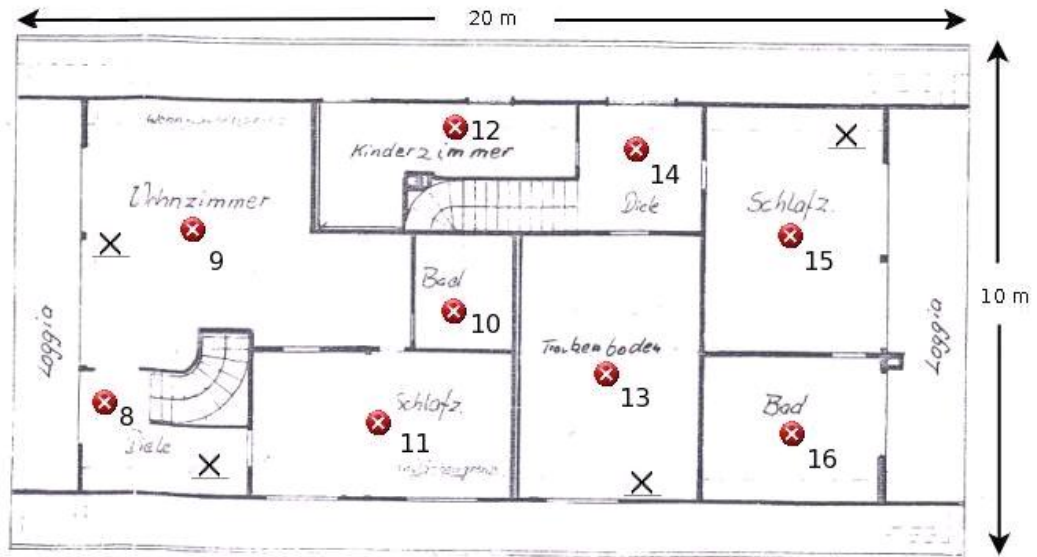 20 m
12
Kinderzimmer
14
Wohnzimmer
Diele
Schlafz.
9
15
10 m
Bad
10
Loggia
Loggia
Trockenboden
13
8
Schlafz.
11
Bad
16
Diele